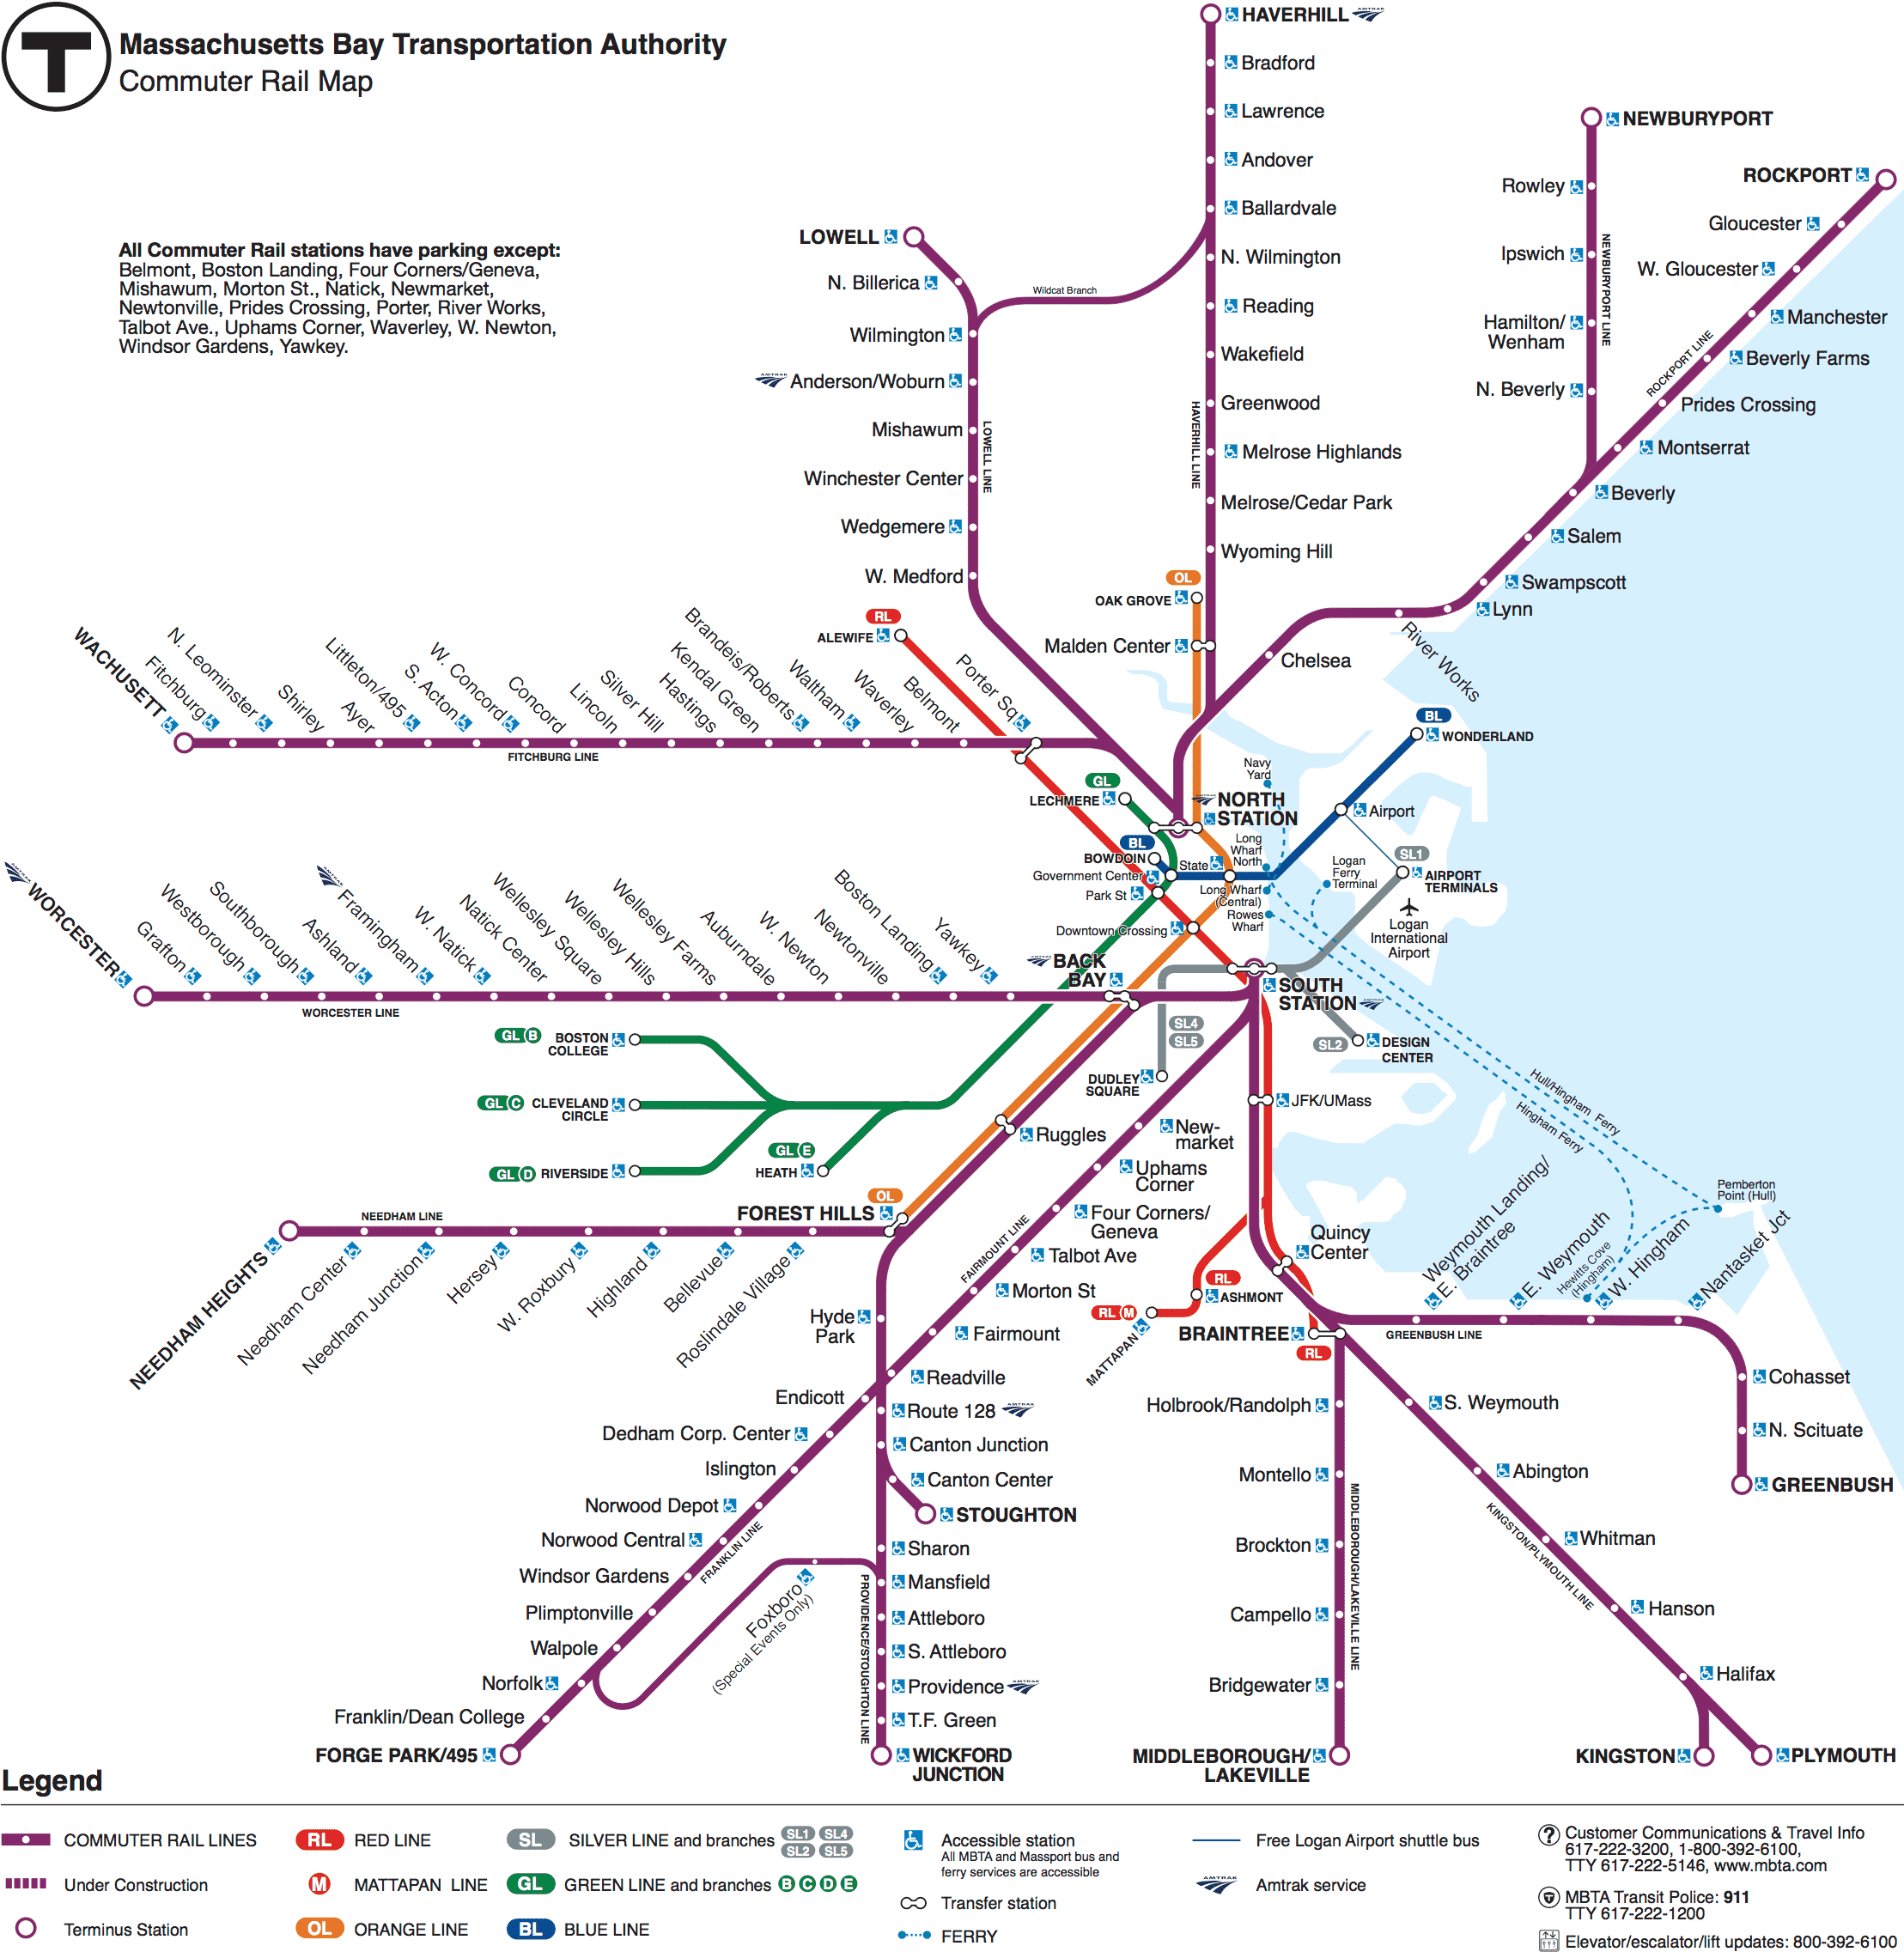 T
Massachusetts Bay Transportation Authority
Commuter Rail Map
All Commuter Rail stations have parking except:
Belmont, Boston Landing, Four Corners/Geneva,
Mishawum, Morton St., Natick, Newmarket,
Newtonville, Prides Crossing, Porter, River Works,
Talbot Ave., Uphams Corner, Waverley, W. Newton,
Windsor Gardens, Yawkey.
HAVERHILL
AMTRAK
Bradford
Lawrence
Andover
Ballardvale
N. Wilmington
Reading
Wakefield
Greenwood
HAVERHILL LINE
Melrose Highlands
Melrose/Cedar Park
Wyoming Hill
OL
OAK GROVE
Malden Center
NEWBURYPORT
Rowley
Ipswich
NEWBURYPORT LINE
Hamilton/
Wenham
N. Beverly
ROCKPORT
Gloucester
W. Gloucester
Manchester
ROCKPORT LINE
Beverly Farms
Prides Crossing
Montserrat
Beverly
Salem
Swampscott
Lynn
River Works
Chelsea
LOWELL
N. Billerica
Wildcat Branch
Wilmington
AMTRAK
Anderson/Woburn
Mishawum
LOWELL LINE
Winchester Center
Wedgemere
W. Medford
RL
ALEWIFE
WACHUSETT
Fitchburg
N. Leominster
Shirley
Ayer
Littleton/495
S. Acton
W. Concord
Concord
Lincoln
Silver Hill
Hastings
Kendal Green
Brandeis/Roberts
Waltham
Waverley
Belmont
Porter Sq
FITCHBURG LINE
BL
WONDERLAND
Airport
SL1
AIRPORT
TERMINALS
Logan
International
Airport
Navy
Yard
GL
LECHMERE
AMTRAK
NORTH
STATION
BL
BOWDOIN
State
Long
Wharf
North
Government Center
Park St
Long Wharf
(Central)
Rowes
Wharf
Logan
Ferry
Terminal
Downtown Crossing
AMTRAK
BACK
BAY
SOUTH
STATION
AMTRAK
SL4
SL5
DUDLEY
SQUARE
SL2
DESIGN
CENTER
AMTRAK
WORCESTER
Grafton
Westborough
Southborough
Ashland
AMTRAK
Framingham
W. Natick
Natick Center
Wellesley Square
Wellesley Hills
Wellesley Farms
Auburndale
W. Newton
Newtonville
Boston Landing
Yawkey
WORCESTER LINE
GL B
BOSTON
COLLEGE
GL C
CLEVELAND
CIRCLE
GL D
RIVERSIDE
GL E
HEATH
JFK/UMass
Ruggles
New-
market
Uphams
Corner
Four Corners/
Geneva
Talbot Ave
FAIRMOUNT LINE
Morton St
Fairmount
OL
FOREST HILLS
NEEDHAM LINE
NEEDHAM HEIGHTS
Needham Center
Needham Junction
Hersey
W. Roxbury
Highland
Bellevue
Roslindale Village
Hull/Hingham Ferry
Hingham Ferry
Pemberton
Point (Hull)
Quincy
Center
RL
ASHMONT
RL M
MATTAPAN
BRAINTREE
RL
Weymouth Landing/
E. Braintree
E. Weymouth
Hewitts Cove
(Hingham)
W. Hingham
Nantasket Jct
GREENBUSH LINE
Cohasset
N. Scituate
GREENBUSH
Hyde
Park
Readville
Endicott
Route 128
AMTRAK
Dedham Corp. Center
Canton Junction
Islington
Canton Center
Norwood Depot
STOUGHTON
Norwood Central
FRANKLIN LINE
Sharon
Windsor Gardens
Mansfield
Foxboro
(Special Events Only)
Plimptonville
Attleboro
Walpole
S. Attleboro
PROVIDENCE/STOUGHTON LINE
Norfolk
Providence
AMTRAK
Franklin/Dean College
T.F. Green
FORGE PARK/495
WICKFORD
JUNCTION
Holbrook/Randolph
Montello
Brockton
MIDDLEBOROUGH/LAKEVILLE LINE
Campello
Bridgewater
MIDDLEBOROUGH/
LAKEVILLE
S. Weymouth
Abington
KINGSTON/PLYMOUTH LINE
Whitman
Hanson
Halifax
KINGSTON
PLYMOUTH
Legend
COMMUTER RAIL LINES
Under Construction
Terminus Station
RL RED LINE
M MATTAPAN LINE
OL ORANGE LINE
SL SILVER LINE and branches SL1 SL4
SL2 SL5
GL GREEN LINE and branches B C D E
BL BLUE LINE
Accessible station
All MBTA and Massport bus and
ferry services are accessible
Transfer station
FERRY
Free Logan Airport shuttle bus
AMTRAK
Amtrak service
? Customer Communications & Travel Info
617-222-3200, 1-800-392-6100,
TTY 617-222-5146, www.mbta.com
T MBTA Transit Police: 911
TTY 617-222-1200
Elevator/escalator/lift updates: 800-392-6100